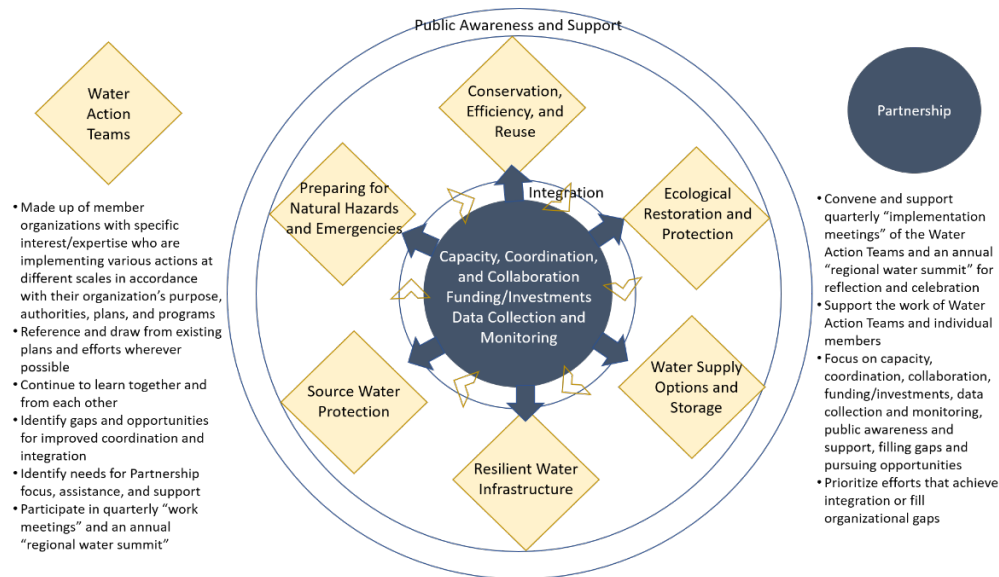 Public Awareness and Support
Water
Action
Teams
• Made up of member
organizations with specific
interest/expertise who are
implementing various actions at
different scales in accordance
with their organization's purpose,
authorities, plans, and programs
• Reference and draw from existing
plans and efforts wherever
possible
• Continue to learn together and
from each other
• Identify gaps and opportunities
for improved coordination and
integration
• Identify needs for Partnership
focus, assistance, and support
• Participate in quarterly “work
meetings” and an annual
“regional water summit”
Conservation,
Efficiency, and
Reuse
Preparing for
Natural Hazards
and Emergencies
Integration
Ecological
Restoration and
Protection
Capacity, Coordination,
and Collaboration
Funding/Investments
Data Collection and
Monitoring
Source Water
Protection
Water Supply
Options and
Storage
Resilient Water
Infrastructure
Partnership
• Convene and support
quarterly “implementation
meetings” of the Water
Action Teams and an annual
“regional water summit” for
reflection and celebration
• Support the work of Water
Action Teams and individual
members
• Focus on capacity,
coordination, collaboration,
funding/investments, data
collection and monitoring,
public awareness and
support, filling gaps and
pursuing opportunities
• Prioritize efforts that achieve
integration or fill
organizational gaps